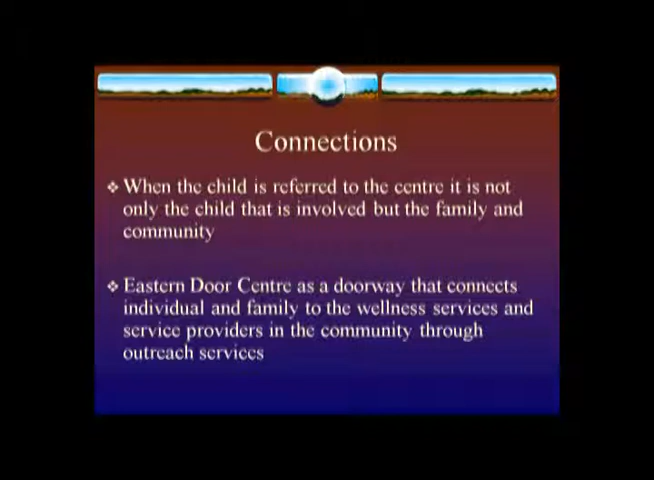 Connections
❖ When the child is referred to the centre it is not
only the child that is involved but the family and
community
❖ Eastern Door Centre as a doorway that connects
individual and family to the wellness services and
service providers in the community through
outreach services